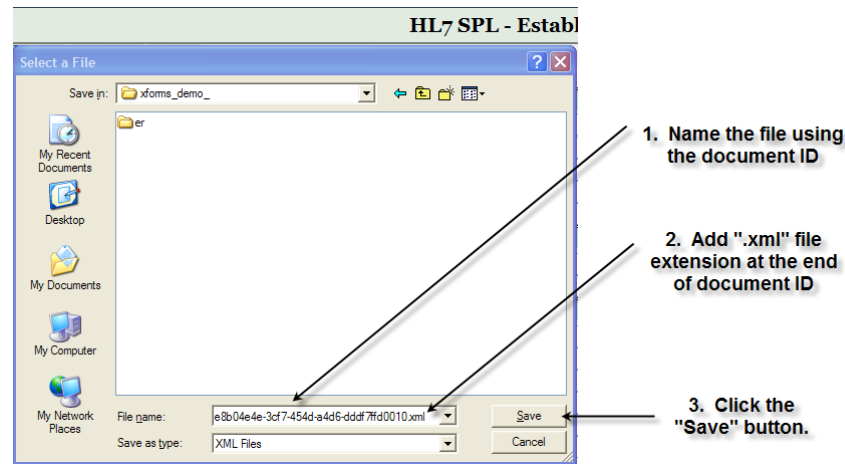 HL7 SPL - Establ
Select a File
Save in:
xforms_demo_
er
My Recent
Documents
Desktop
My Documents
My Computer
My Network
Places
File name:
e8b04e4e-3cf7-454d-a4d6-dddf7ffd0010.xml
Save
Save as type:
XML Files
Cancel
1. Name the file using
the document ID
2. Add ".xml" file
extension at the end
of document ID
3. Click the
"Save" button.